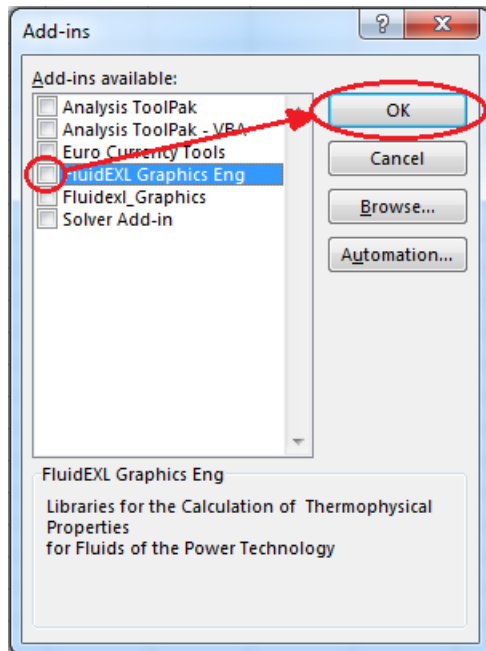 Add-ins
Add-ins available:
Analysis ToolPak
Analysis ToolPak - VBA
Euro Currency Tools
FluidEXL Graphics Eng
Fluidexl_Graphics
Solver Add-in
OK
Cancel
Browse...
Automation...
FluidEXL Graphics Eng
Libraries for the Calculation of Thermophysical
Properties
for Fluids of the Power Technology